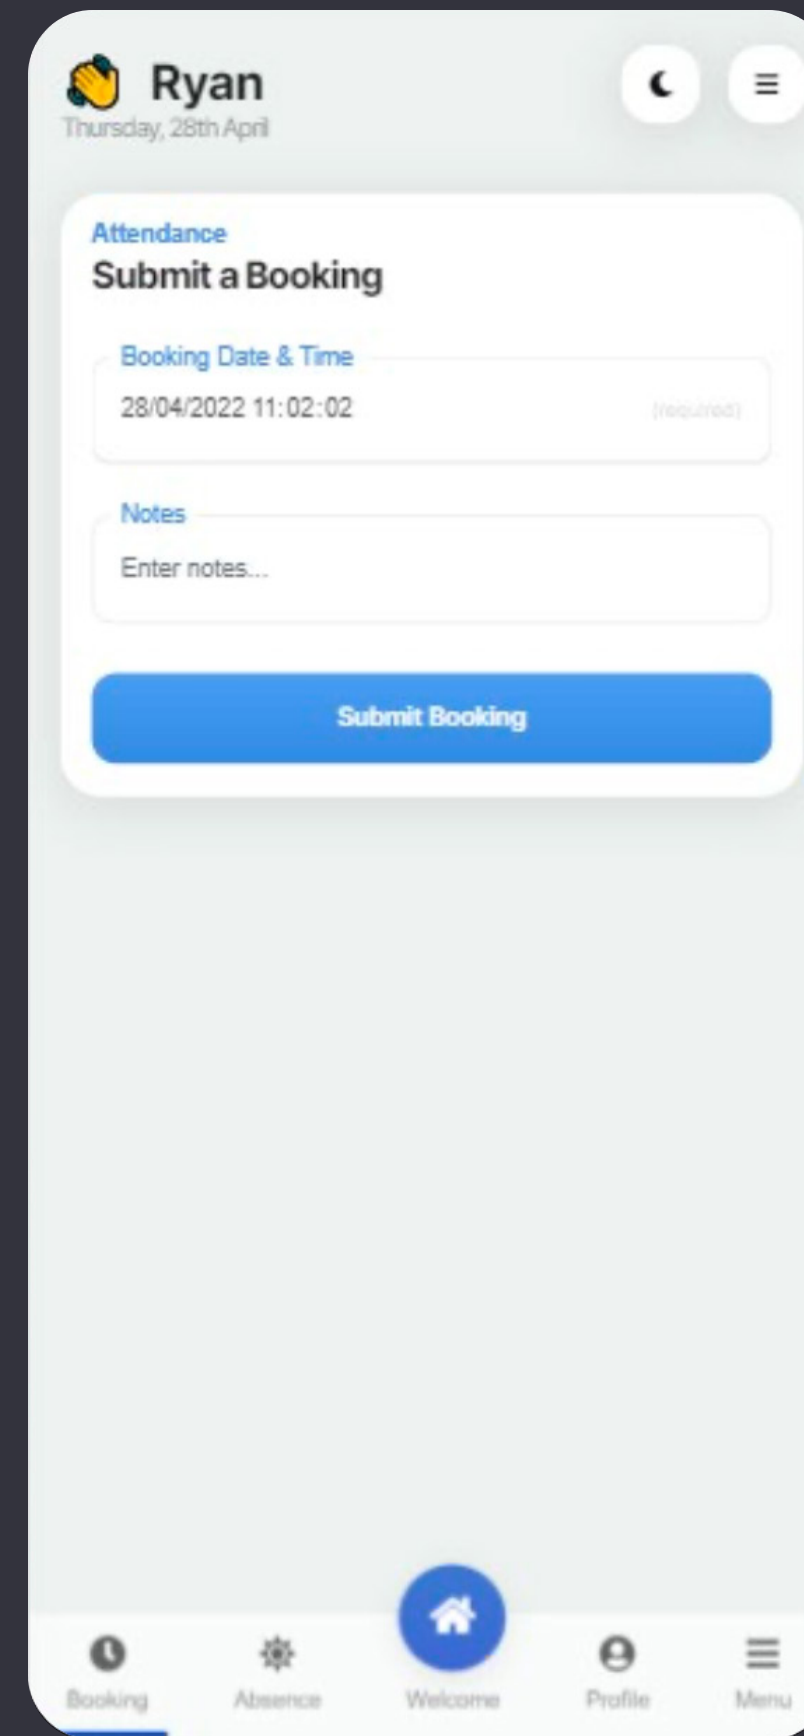 Ryan
Thursday, 28th April
Attendance
Submit a Booking
Booking Date & Time
28/04/2022 11:02:02
(required)
Notes
Enter notes...
Submit Booking
Booking
Absence
Welcome
Profile
Menu